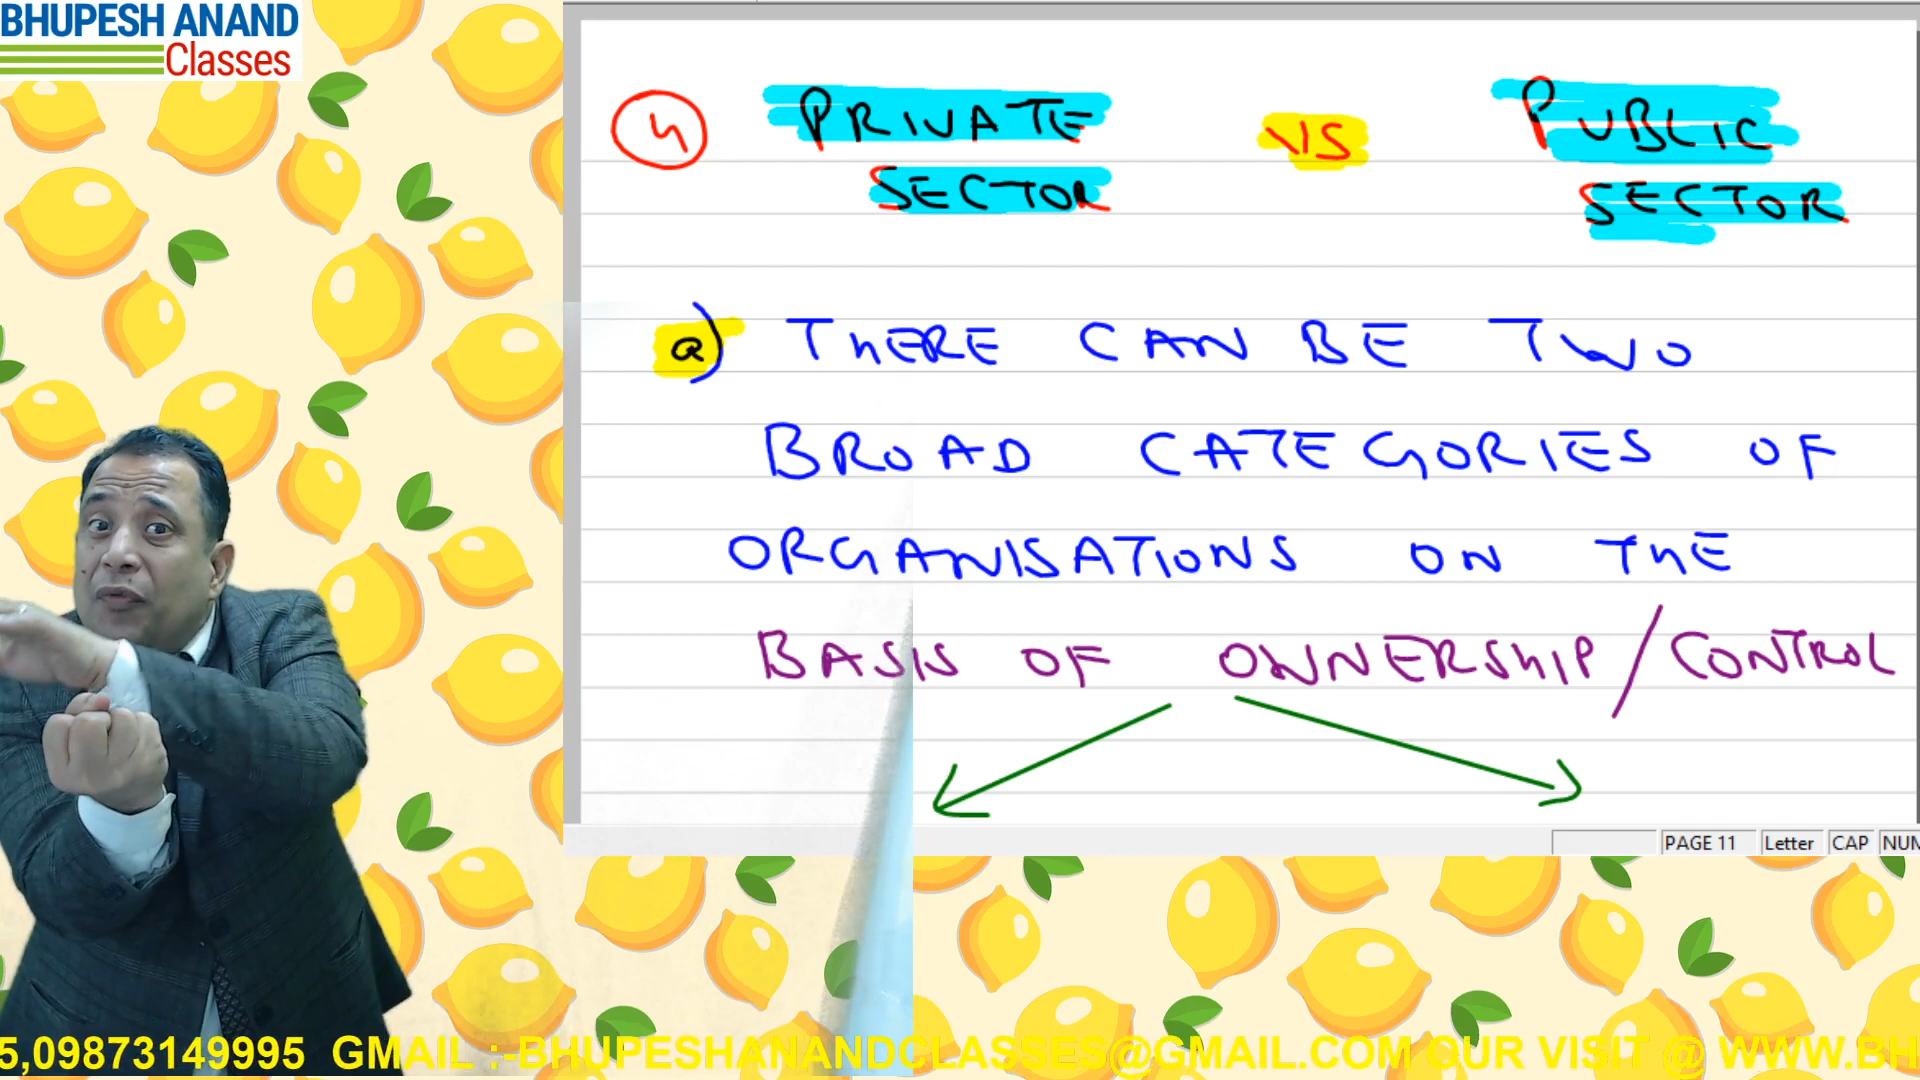 BHUPESH ANAND
Classes
4 PRIVATE SECTOR VS PUBLIC SECTOR
a) THERE CAN BE TWO
BROAD CATEGORIES OF
ORGANISATIONS ON THE
BASIS OF OWNERSHIP/CONTROL
PAGE 11 Letter CAP NUM
5,09873149995 GMAIL :-BHUPESHANANDCLASSES@GMAIL.COM OUR VISIT @ WWW.BH